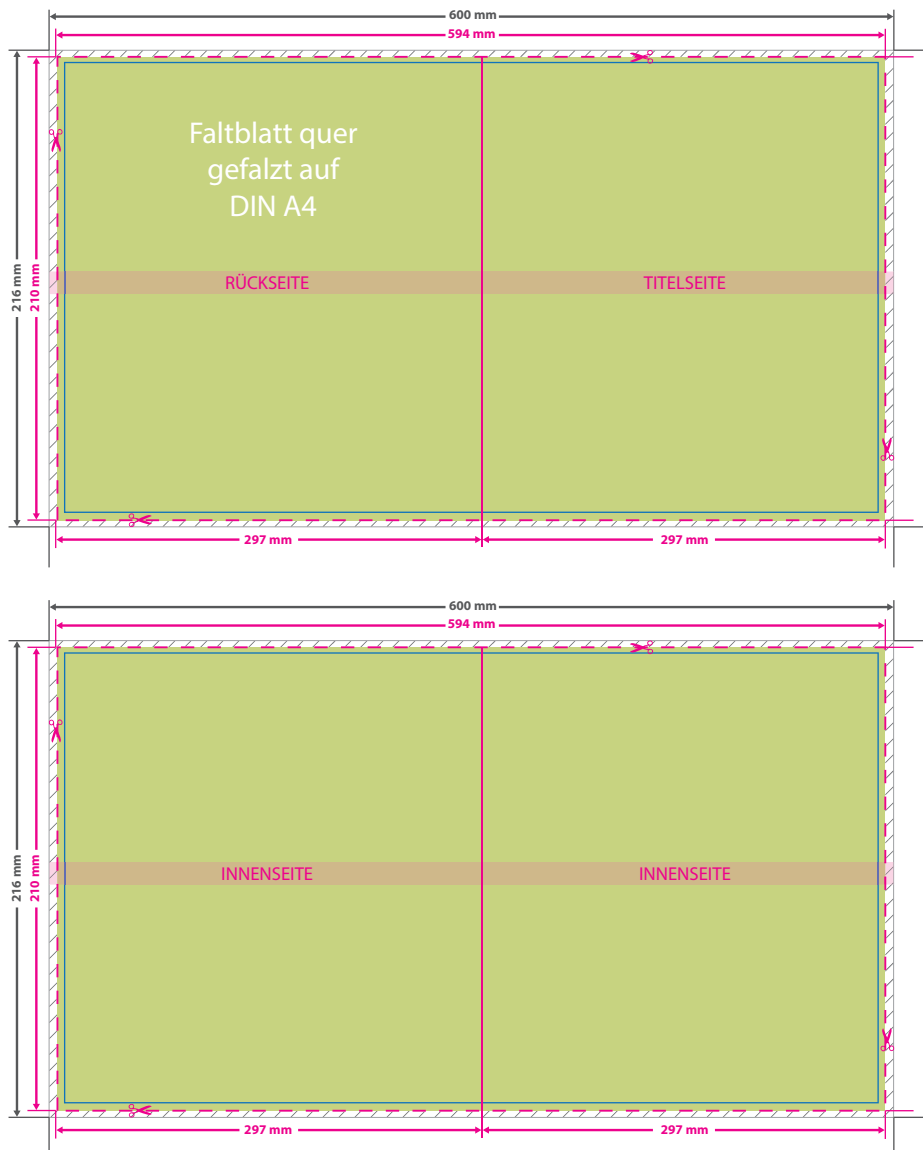 600 mm
594 mm
Faltblatt quer
gefalzt auf
DIN A4
216 mm
210 mm
RÜCKSEITE
TITELSEITE
297 mm
297 mm
600 mm
594 mm
216 mm
210 mm
INNENSEITE
INNENSEITE
297 mm
297 mm